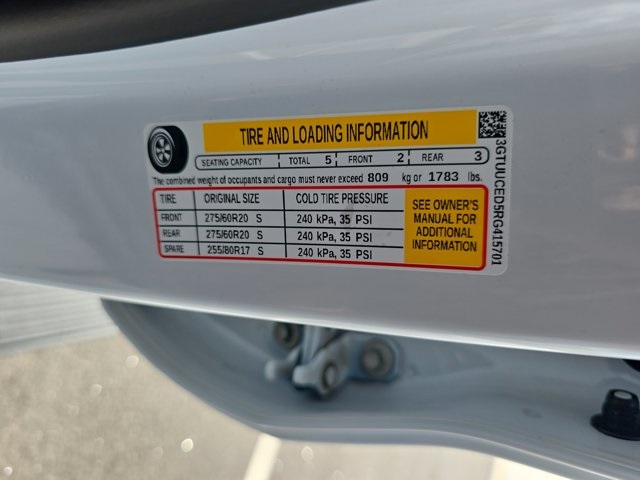 TIRE AND LOADING INFORMATION
SEATING CAPACITY TOTAL 5 FRONT 2 REAR 3
The combined weight of occupants and cargo must never exceed 809 kg or 1783 lbs.
TIRE ORIGINAL SIZE COLD TIRE PRESSURE
FRONT 275/60R20 S 240 kPa, 35 PSI
REAR 275/60R20 S 240 kPa, 35 PSI
SPARE 255/80R17 S 240 kPa, 35 PSI
SEE OWNER'S
MANUAL FOR
ADDITIONAL
INFORMATION
3GTUUCED5RG415701